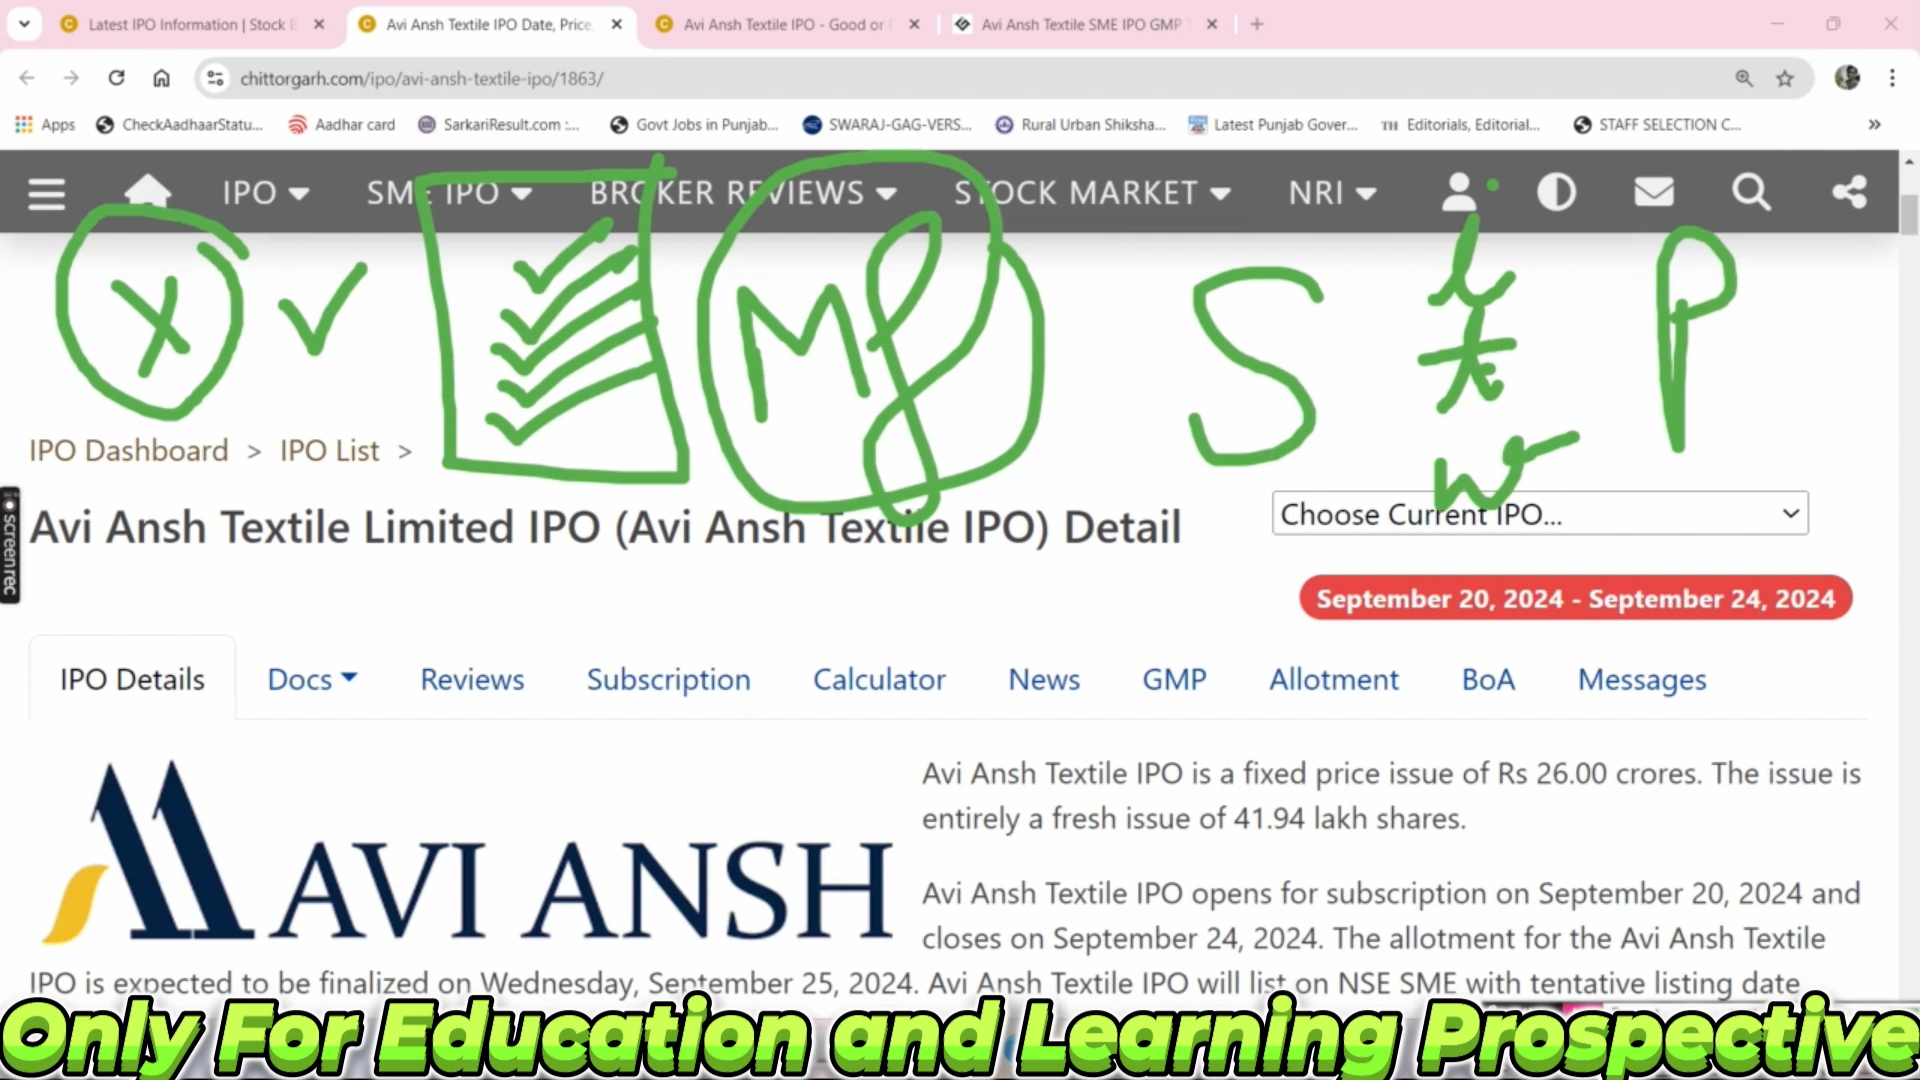 Latest IPO Information | Stock B
Avi Ansh Textile IPO Date, Price,
Avi Ansh Textile IPO - Good or
Avi Ansh Textile SME IPO GMP
chittorgarh.com/ipo/avi-ansh-textile-ipo/1863/
Apps CheckAadhaarStatu... Aadhar card SarkariResult.com :... Govt Jobs in Punjab... SWARAJ-GAG-VERS... Rural Urban Shiksha... Latest Punjab Gover... TH Editorials, Editorial... STAFF SELECTION C... »
IPO SME IPO BROKER REVIEWS STOCK MARKET NRI
X S P
IPO Dashboard > IPO List >
Avi Ansh Textile Limited IPO (Avi Ansh Textile IPO) Detail
Choose Current IPO...
screenrec
September 20, 2024 - September 24, 2024
IPO Details Docs Reviews Subscription Calculator News GMP Allotment BoA Messages
AVI ANSH
Avi Ansh Textile IPO is a fixed price issue of Rs 26.00 crores. The issue is
entirely a fresh issue of 41.94 lakh shares.
Avi Ansh Textile IPO opens for subscription on September 20, 2024 and
closes on September 24, 2024. The allotment for the Avi Ansh Textile
IPO is expected to be finalized on Wednesday, September 25, 2024. Avi Ansh Textile IPO will list on NSE SME with tentative listing date
Only For Education and Learning Prospective